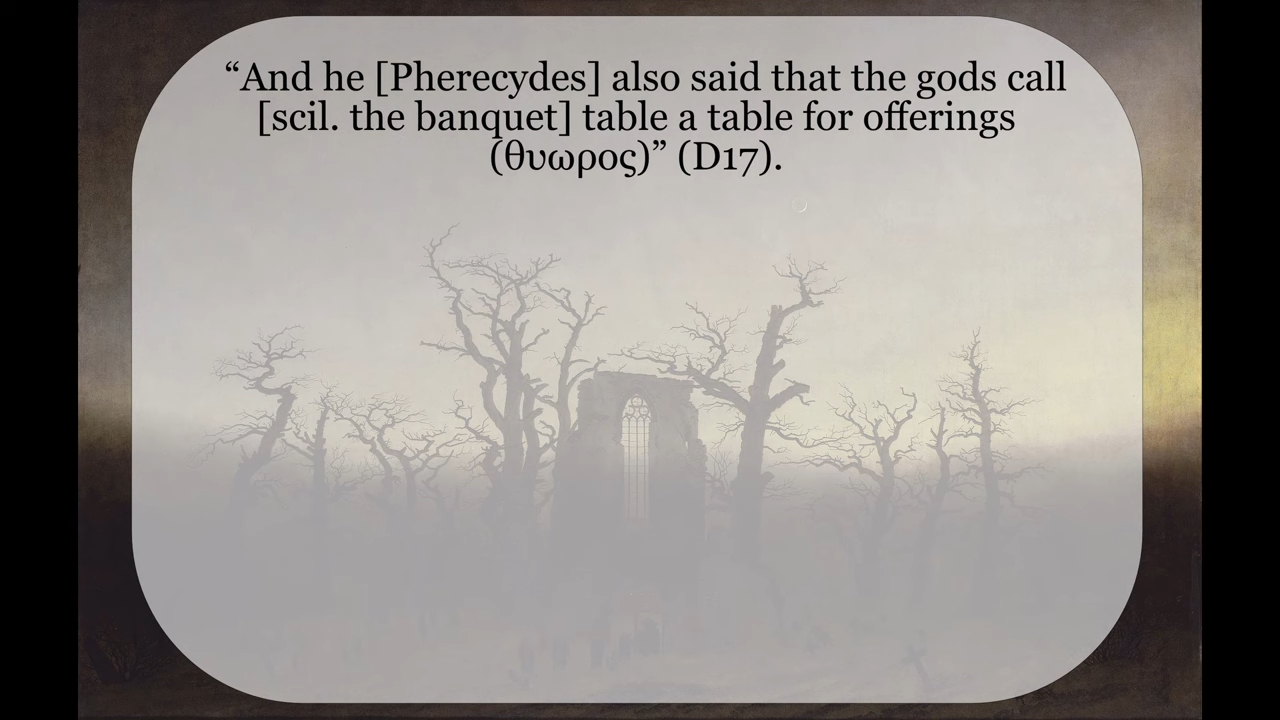 “And he [Pherecydes] also said that the gods call
[scil. the banquet] table a table for offerings
(θυωρος)” (D17).